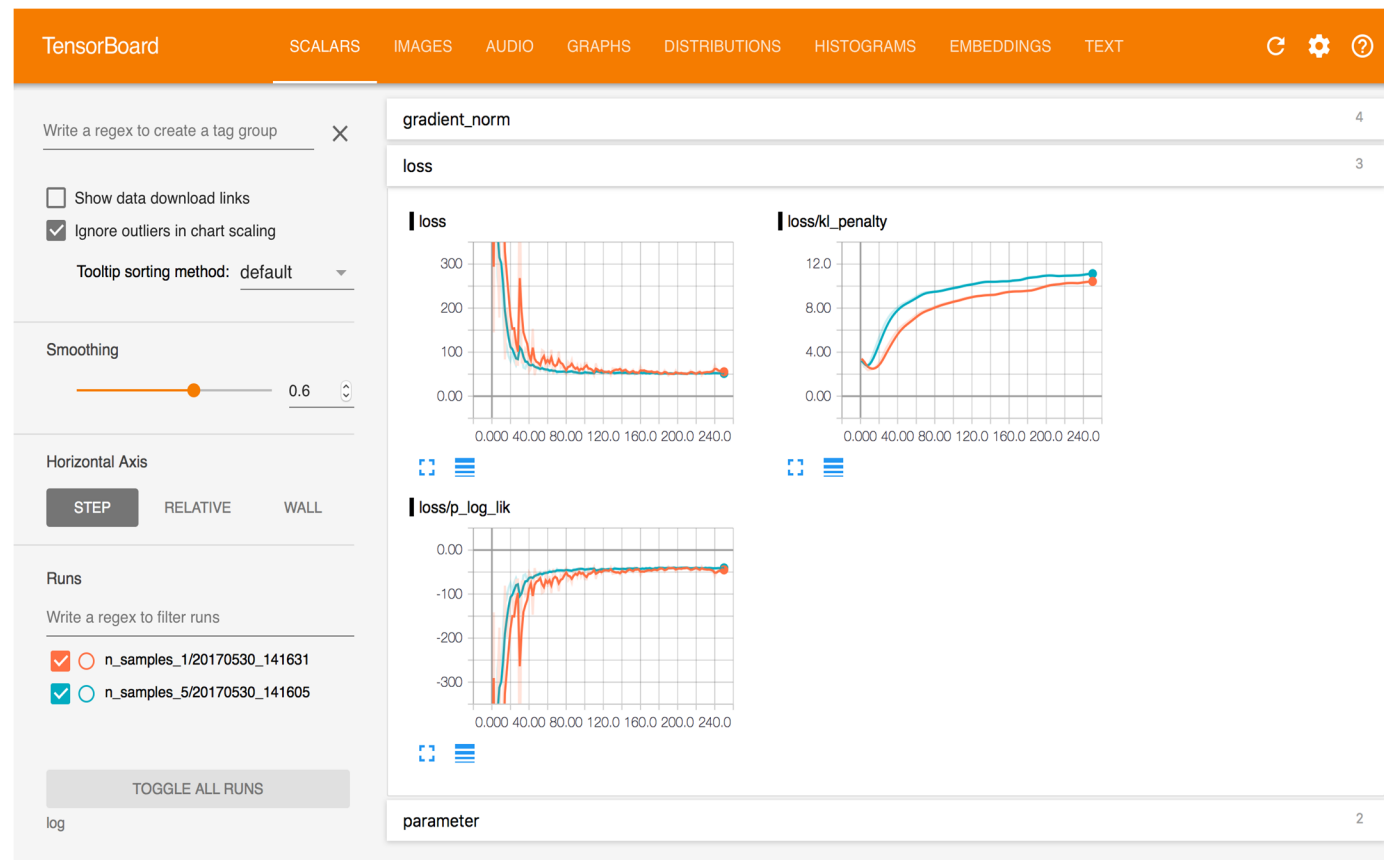 TensorBoard SCALARS IMAGES AUDIO GRAPHS DISTRIBUTIONS HISTOGRAMS EMBEDDINGS TEXT
Write a regex to create a tag group
Show data download links
Ignore outliers in chart scaling
Tooltip sorting method: default
Smoothing
0.6
Horizontal Axis
STEP RELATIVE WALL
Runs
Write a regex to filter runs
n_samples_1/20170530_141631
n_samples_5/20170530_141605
TOGGLE ALL RUNS
log
gradient_norm 4
loss 3
loss
300
200
100
0.00
0.000 40.00 80.00 120.0 160.0 200.0 240.0
loss/kl_penalty
12.0
8.00
4.00
0.00
0.000 40.00 80.00 120.0 160.0 200.0 240.0
loss/p_log_lik
0.00
-100
-200
-300
0.000 40.00 80.00 120.0 160.0 200.0 240.0
parameter 2